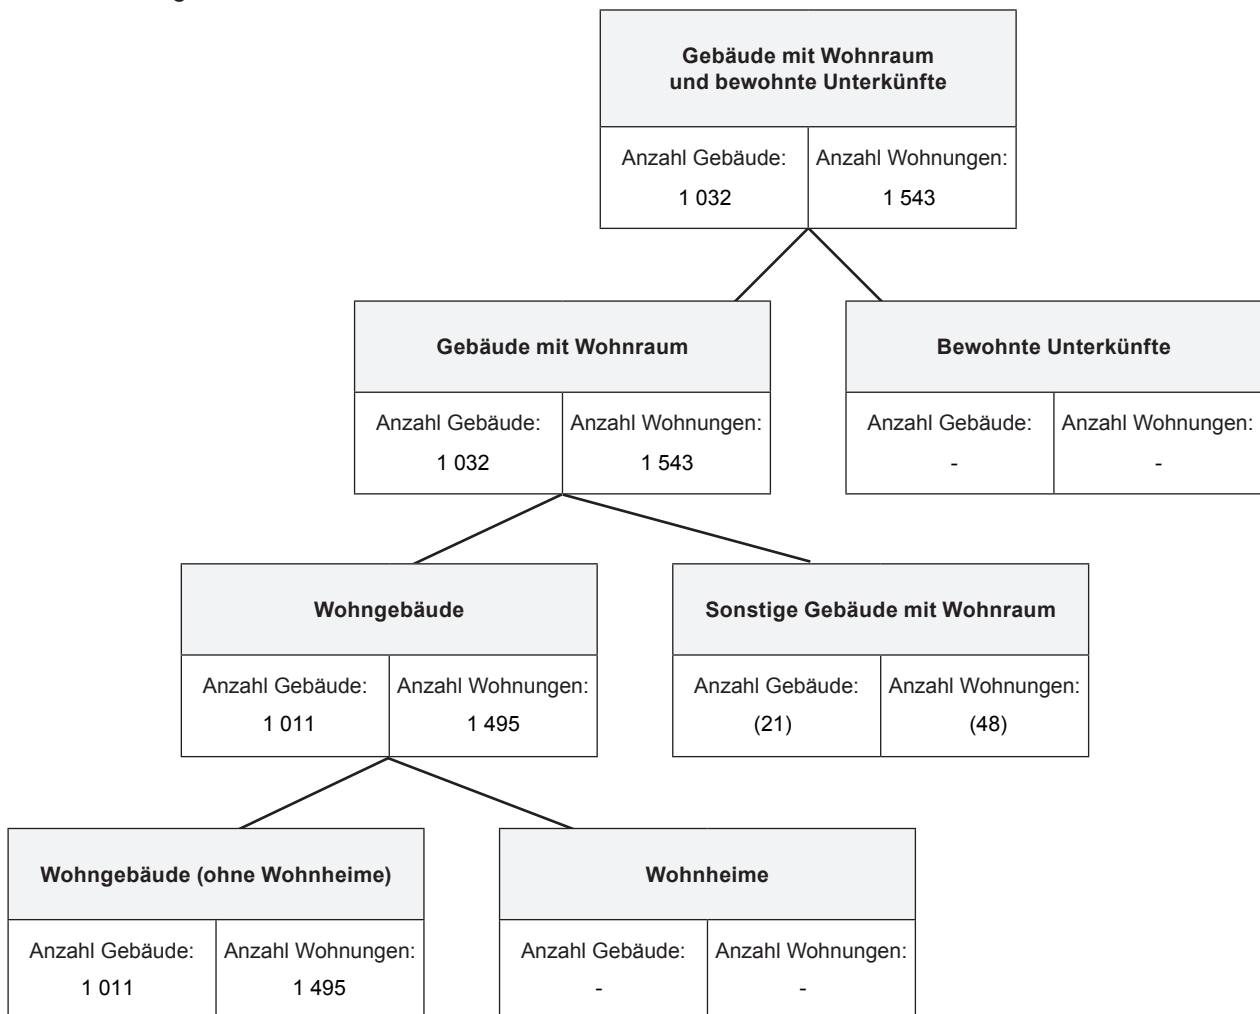 Gebäude mit Wohnraum
und bewohnte Unterkünfte
Anzahl Gebäude: Anzahl Wohnungen:
1 032 1 543
Gebäude mit Wohnraum Bewohnte Unterkünfte
Anzahl Gebäude: Anzahl Wohnungen: Anzahl Gebäude: Anzahl Wohnungen:
1 032 1 543 - -
Wohngebäude Sonstige Gebäude mit Wohnraum
Anzahl Gebäude: Anzahl Wohnungen: Anzahl Gebäude: Anzahl Wohnungen:
1 011 1 495 (21) (48)
Wohngebäude (ohne Wohnheime) Wohnheime
Anzahl Gebäude: Anzahl Wohnungen: Anzahl Gebäude: Anzahl Wohnungen:
1 011 1 495 - -